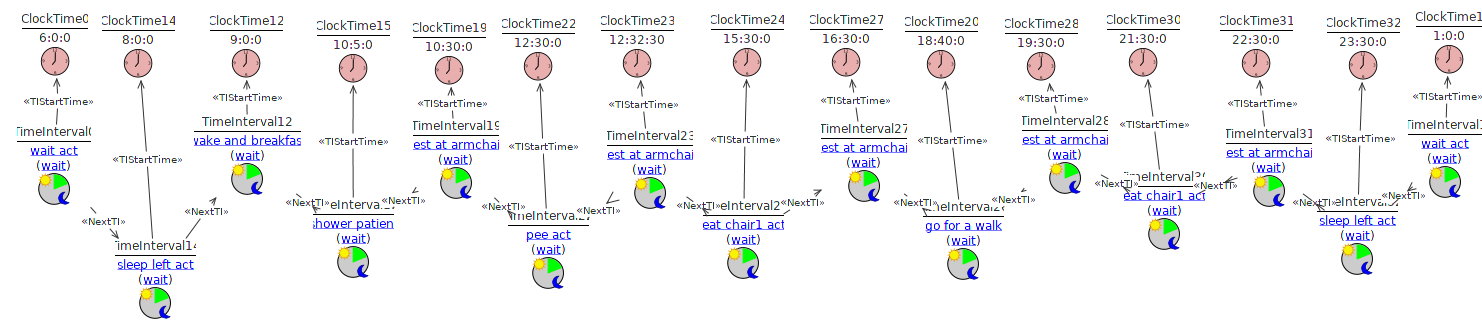 ClockTime0
6:0:0
«TIStartTime»
TimeInterval0
wait act
(wait)
«NextTI»
ClockTime14
8:0:0
«TIStartTime»
TimeInterval14
sleep left act
(wait)
«NextTI»
ClockTime12
9:0:0
«TIStartTime»
TimeInterval12
wake and breakfas
(wait)
«NextTI»
ClockTime15
10:5:0
«TIStartTime»
shower patien
(wait)
«NextTI»
ClockTime19
10:30:0
«TIStartTime»
TimeInterval19
est at armchai
(wait)
«NextTI»
ClockTime22
12:30:0
«TIStartTime»
pee act
(wait)
«NextTI»
ClockTime23
12:32:30
«TIStartTime»
TimeInterval23
est at armchai
(wait)
«NextTI»
ClockTime24
15:30:0
«TIStartTime»
eInterval2
eat chair1 act
(wait)
«NextTI»
ClockTime27
16:30:0
«TIStartTime»
TimeInterval27
est at armchai
(wait)
«NextTI»
ClockTime20
18:40:0
«TIStartTime»
go for a walk
(wait)
ClockTime28
19:30:0
«TIStartTime»
TimeInterval28
est at armchai
(wait)
«NextTI»
ClockTime30
21:30:0
«TIStartTime»
eat chair1 act
(wait)
«NextTI»
ClockTime31
22:30:0
«TIStartTime»
TimeInterval31
est at armchai
(wait)
«NextTI»
ClockTime32
23:30:0
«TIStartTime»
sleep left act
(wait)
«NextTI»
ClockTime1
1:0:0
«TIStartTime»
TimeInterval1
wait act
(wait)